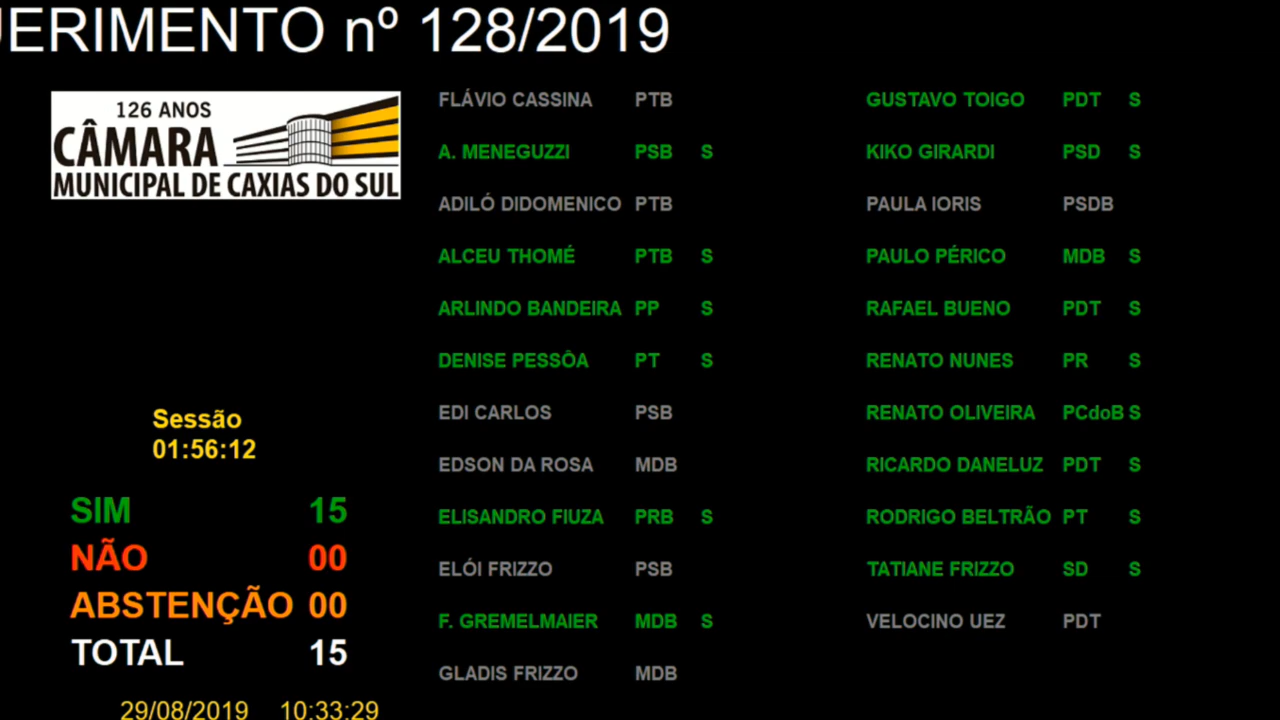 UERIMENTO nº 128/2019
126 ANOS
CÂMARA
MUNICIPAL DE CAXIAS DO SUL
Sessão
01:56:12
SIM 15
NÃO 00
ABSTENÇÃO 00
TOTAL 15
29/08/2019 10:33:29
FLÁVIO CASSINA PTB
A. MENEGUZZI PSB S
ADILÓ DIDOMENICO PTB
ALCEU THOMÉ PTB S
ARLINDO BANDEIRA PP S
DENISE PESSÔA PT S
EDI CARLOS PSB
EDSON DA ROSA MDB
ELISANDRO FIUZA PRB S
ELÓI FRIZZO PSB
F. GREMELMAIER MDB S
GLADIS FRIZZO MDB
GUSTAVO TOIGO PDT S
KIKO GIRARDI PSD S
PAULA IORIS PSDB
PAULO PÉRICO MDB S
RAFAEL BUENO PDT S
RENATO NUNES PR S
RENATO OLIVEIRA PCdoB S
RICARDO DANELUZ PDT S
RODRIGO BELTRÃO PT S
TATIANE FRIZZO SD S
VELOCINO UEZ PDT